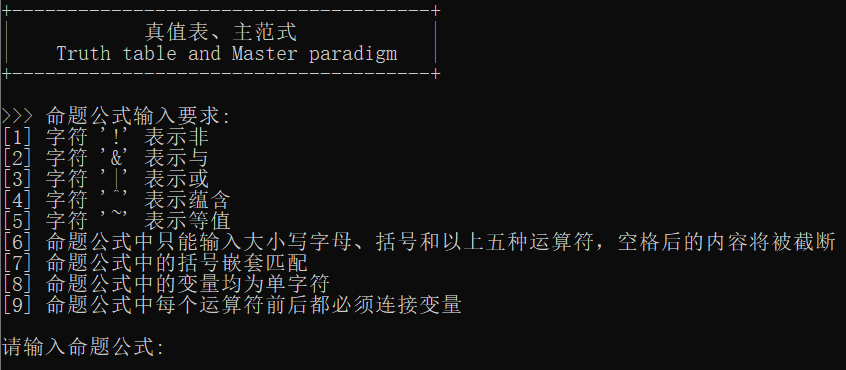 +--------------------------------------+
| 真值表、主范式 |
| Truth table and Master paradigm |
+--------------------------------------+
>>> 命题公式输入要求:
[1] 字符 '!' 表示非
[2] 字符 '&' 表示与
[3] 字符 '|' 表示或
[4] 字符 '^' 表示蕴含
[5] 字符 '~' 表示等值
[6] 命题公式中只能输入大小写字母、括号和以上五种运算符，空格后的内容将被截断
[7] 命题公式中的括号嵌套匹配
[8] 命题公式中的变量均为单字符
[9] 命题公式中每个运算符前后都必须连接变量
请输入命题公式: